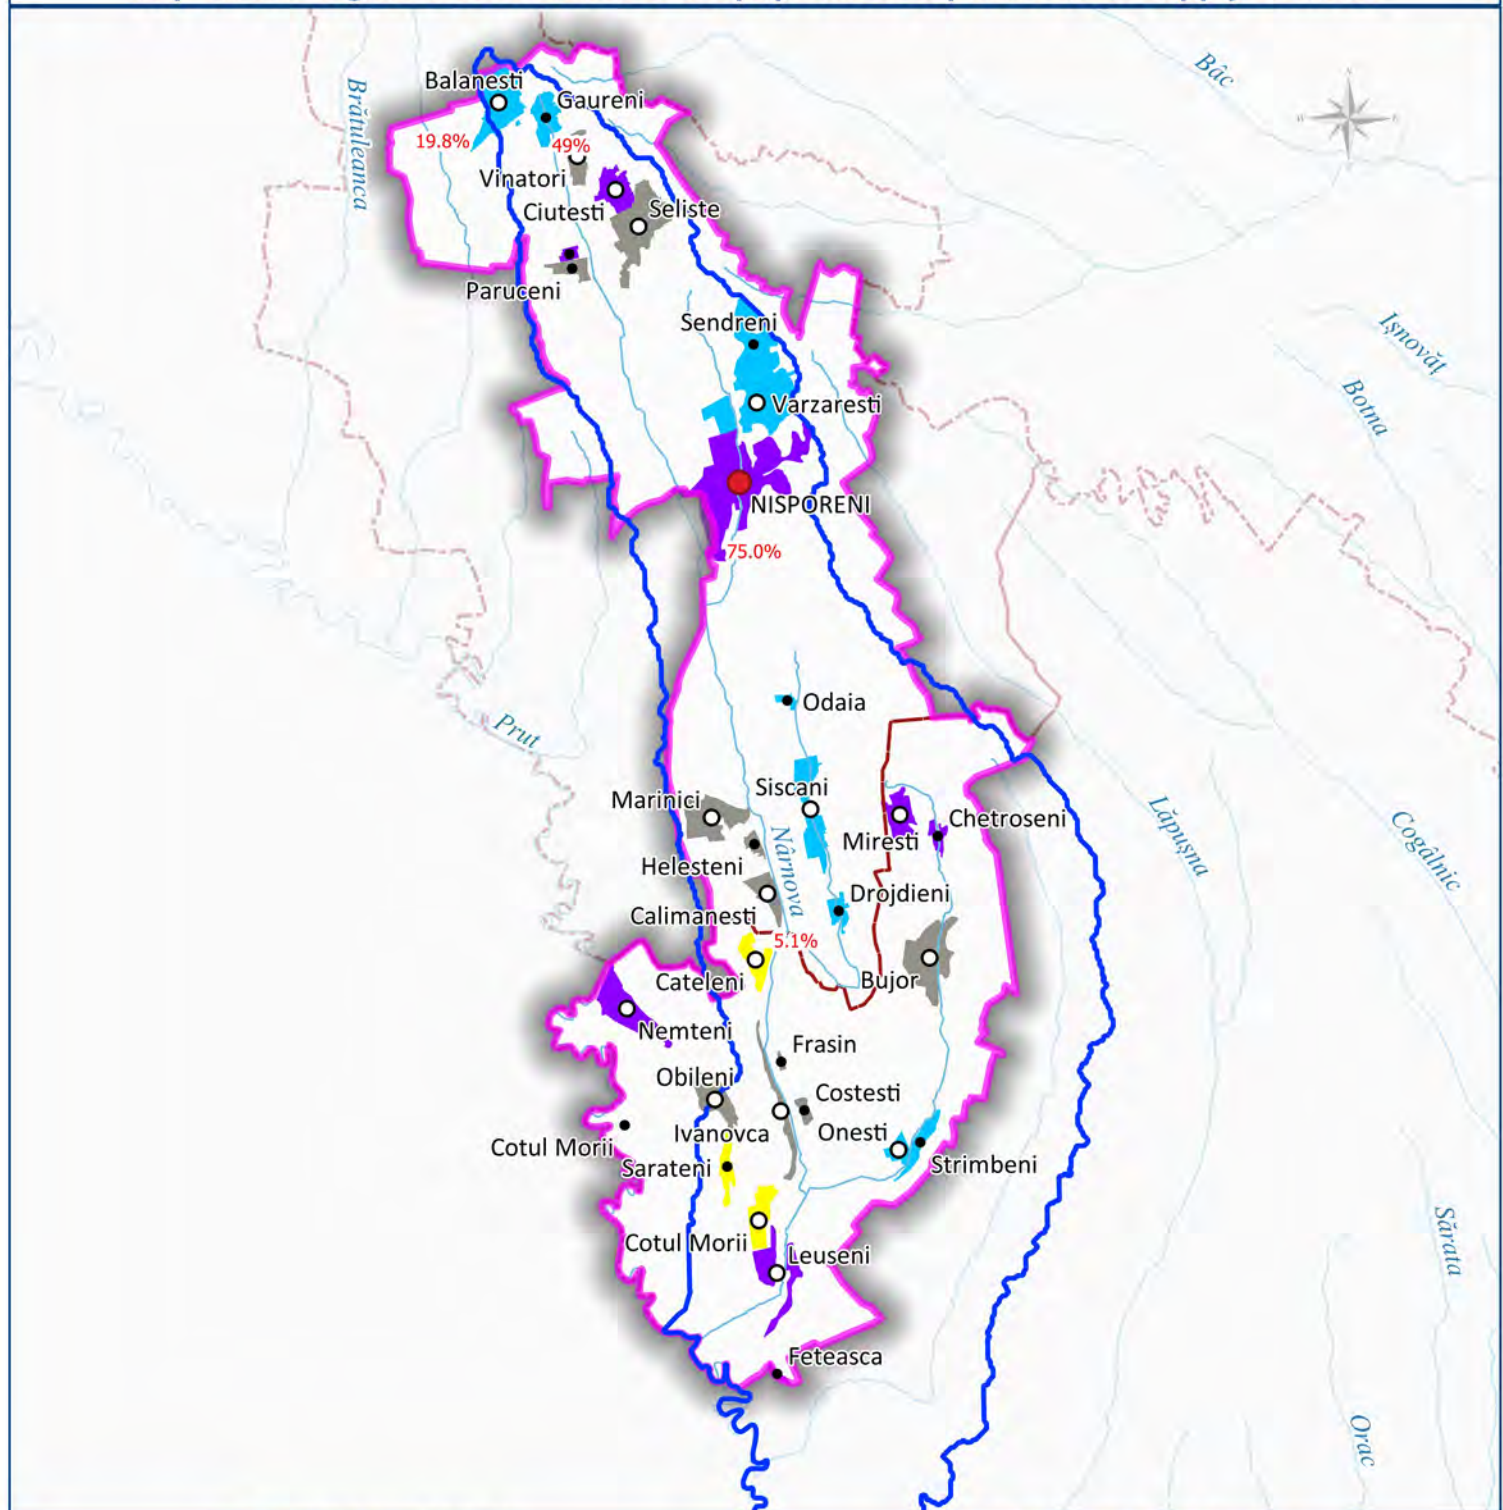 Bâc
Balanesti
Gaureni
Brătuleanca
19.8%
49%
Vinatori
Ciutesti
Seliste
Paruceni
Sendreni
Işnovăţ
Botna
Varzaresti
NISPORENI
75.0%
Odaia
Prut
Siscani
Marinici
Chetroseni
Miresti
Lăpuşna
Cogâlnic
Nârnova
Helesteni
Drojdieni
Calimanesti
5.1%
Cateleni
Bujor
Nemteni
Frasin
Obileni
Costesti
Ivanovca
Onesti
Cotul Morii
Sarateni
Strimbeni
Sărata
Cotul Morii
Leuseni
Feteasca
Orac